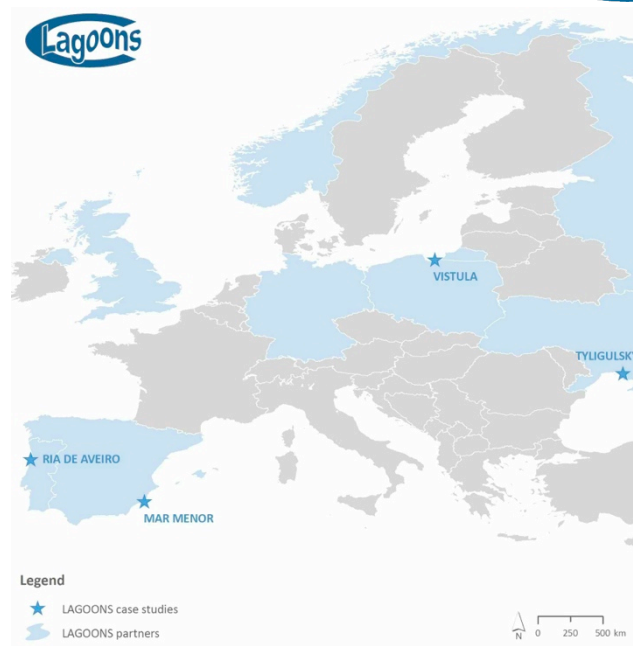 Lagoons
VISTULA
TYLIGULSKY
RIA DE AVEIRO
MAR MENOR
Legend
LAGOONS case studies
LAGOONS partners
N
0 250 500 km